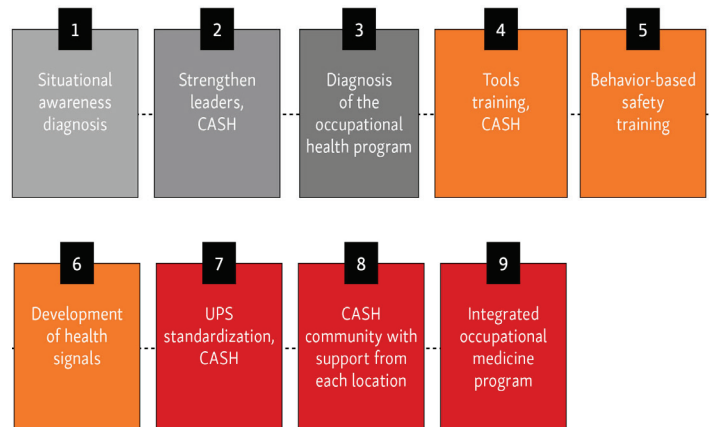 1
Situational
awareness
diagnosis
2
Strengthen
leaders,
CASH
3
Diagnosis
of the
occupational
health program
4
Tools
training,
CASH
5
Behavior-based
safety
training
6
Development
of health
signals
7
UPS
standardization,
CASH
8
CASH
community with
support from
each location
9
Integrated
occupational
medicine
program